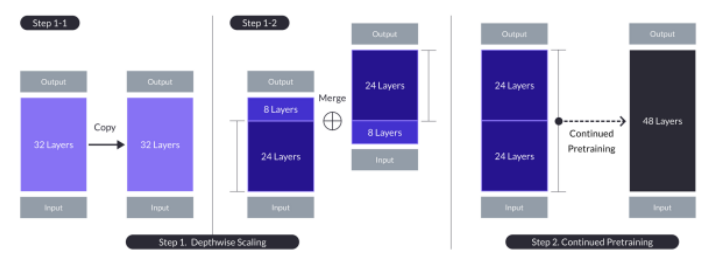 Step 1-1
Output
32 Layers
Input
Copy
Output
32 Layers
Input
Step 1-2
Output
8 Layers
24 Layers
Input
Merge
Output
24 Layers
8 Layers
Input
Step 1. Depthwise Scaling
Output
24 Layers
24 Layers
Input
Continued
Pretraining
Output
48 Layers
Input
Step 2. Continued Pretraining